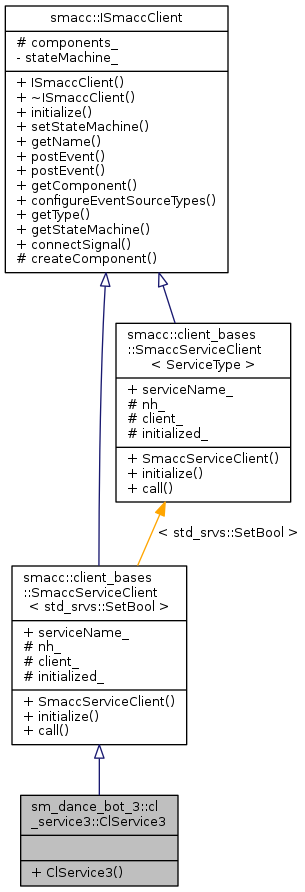 smacc::ISmaccClient
# components_
- stateMachine_
+ ISmaccClient()
+ ~ISmaccClient()
+ initialize()
+ setStateMachine()
+ getName()
+ postEvent()
+ postEvent()
+ getComponent()
+ configureEventSourceTypes()
+ getType()
+ getStateMachine()
+ connectSignal()
# createComponent()
smacc::client_bases
::SmaccServiceClient
< ServiceType >
+ serviceName_
# nh_
# client_
# initialized_
+ SmaccServiceClient()
+ initialize()
+ call()
< std_srvs::SetBool >
smacc::client_bases
::SmaccServiceClient
< std_srvs::SetBool >
+ serviceName_
# nh_
# client_
# initialized_
+ SmaccServiceClient()
+ initialize()
+ call()
sm_dance_bot_3::cl
_service3::ClService3
+ ClService3()